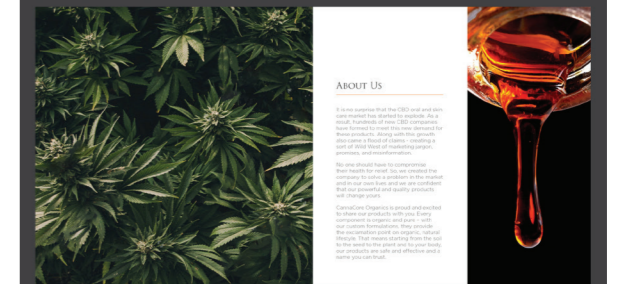 About Us
It is no surprise that the CBD oral and skin
care market has started to explode. As a
result, hundreds of new CBD companies
have formed to meet this new demand for
these products. Along with this growth
also came a flood of claims - creating a
sort of Wild West of marketing jargon,
promises, and misinformation.
No one should have to compromise
their health for relief. So, we created the
company to solve a problem in the market
and in our own lives and we are confident
that our powerful and quality products
will change yours.
CannaCore Organics is proud and excited
to share our products with you. Every
component is organic and pure – with
our custom formulations, they provide
the exclamation point on organic, natural
lifestyle. That means starting from the soil
to the seed to the plant and to your body,
our products are safe and effective and a
name you can trust.